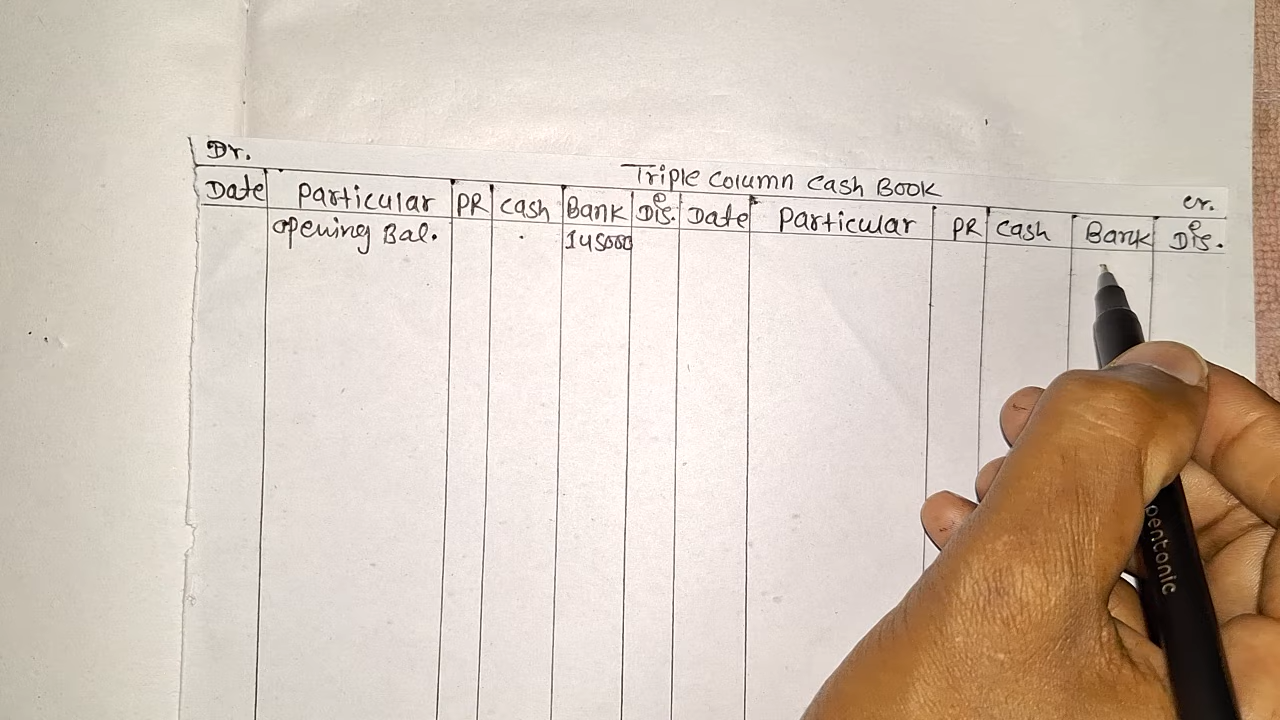 Dr.
Triple Column Cash Book
cr.
Date Particular PR Cash Bank Dis. Date Particular PR Cash Bank Dis.
opening Bal. 145000
pentonic